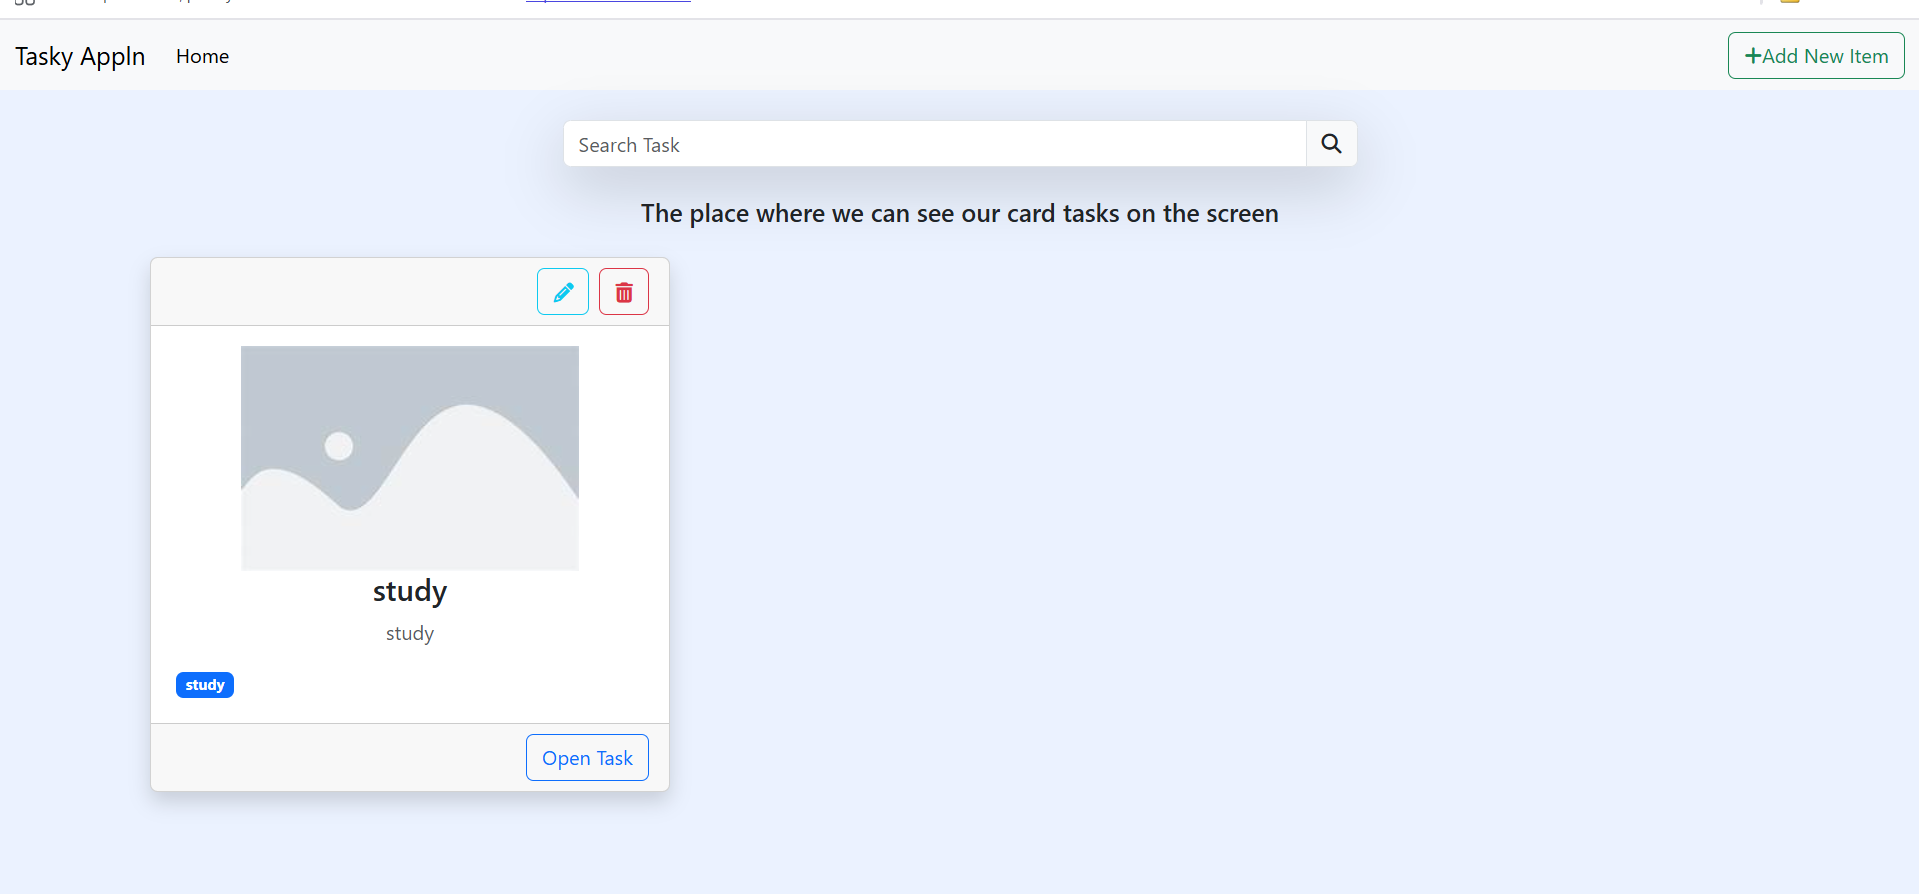 Tasky Appln Home Add New Item
Search Task
The place where we can see our card tasks on the screen
study
study
study
Open Task